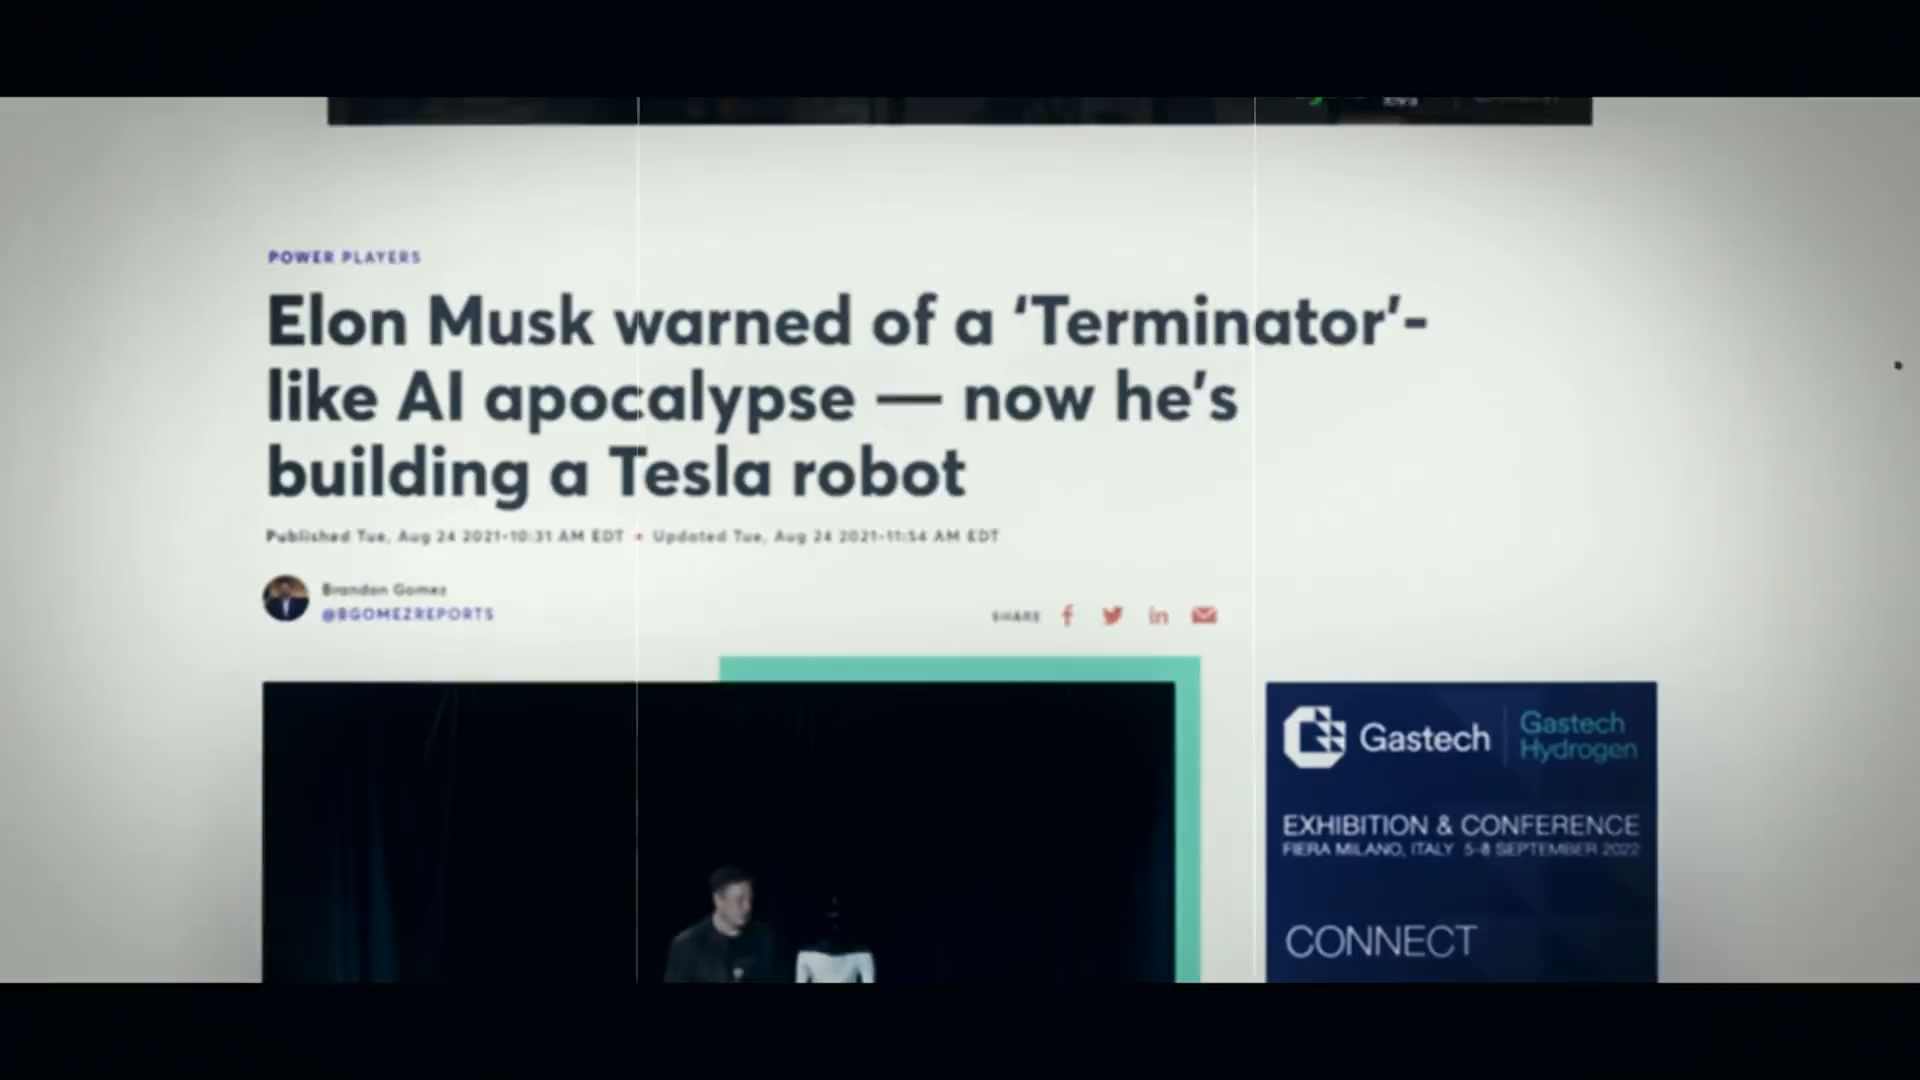 POWER PLAYERS
Elon Musk warned of a ‘Terminator’-
like AI apocalypse — now he’s
building a Tesla robot
Published Tue, Aug 24 2021•10:31 AM EDT • Updated Tue, Aug 24 2021•11:54 AM EDT
Brandon Gomez
@BGOMEZREPORTS
SHARE
Gastech
Gastech
Hydrogen
EXHIBITION & CONFERENCE
FIERA MILANO, ITALY 5-8 SEPTEMBER 2022
CONNECT